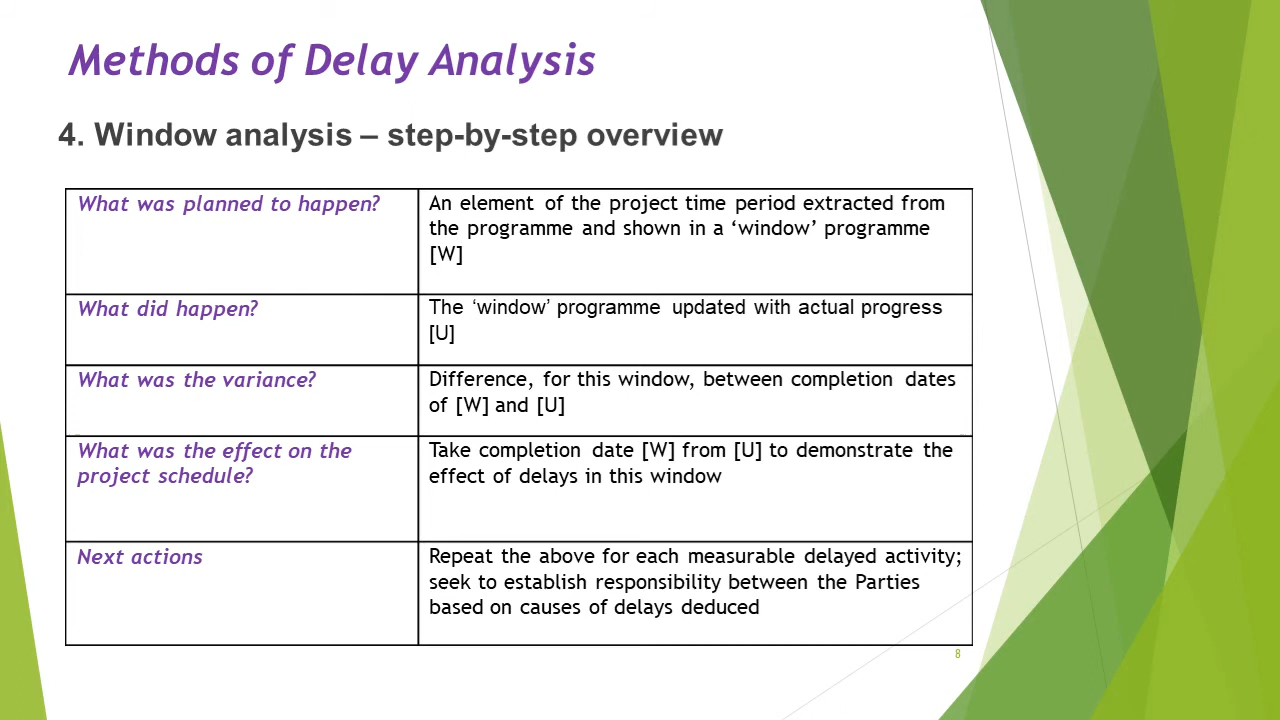 Methods of Delay Analysis
4. Window analysis – step-by-step overview
What was planned to happen?
An element of the project time period extracted from
the programme and shown in a ‘window’ programme
[W]
What did happen?
The ‘window’ programme updated with actual progress
[U]
What was the variance?
Difference, for this window, between completion dates
of [W] and [U]
What was the effect on the
project schedule?
Take completion date [W] from [U] to demonstrate the
effect of delays in this window
Next actions
Repeat the above for each measurable delayed activity;
seek to establish responsibility between the Parties
based on causes of delays deduced
8